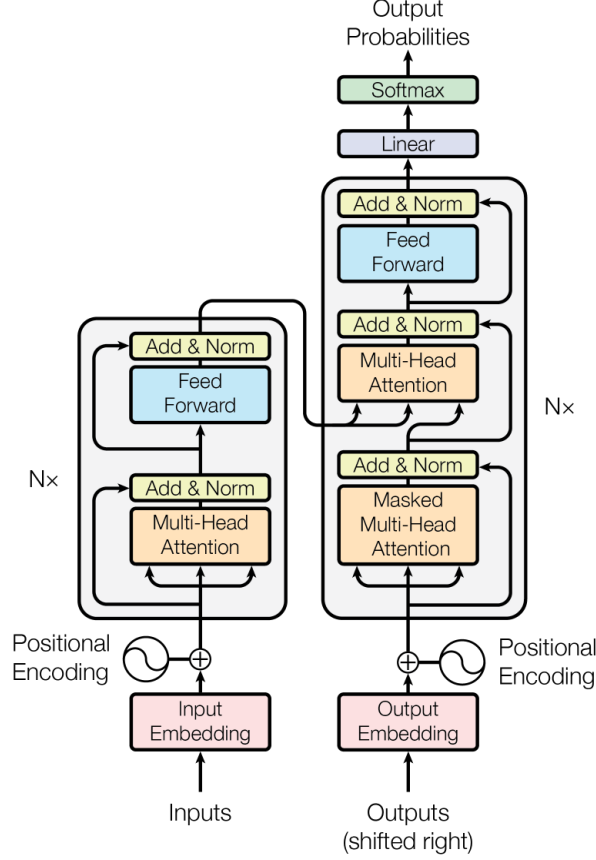 Output
Probabilities
Softmax
Linear
Add & Norm
Feed
Forward
Add & Norm
Multi-Head
Attention
Add & Norm
Masked
Multi-Head
Attention
N×
Add & Norm
Feed
Forward
Add & Norm
Multi-Head
Attention
N×
Positional
Encoding
Positional
Encoding
Input
Embedding
Output
Embedding
Inputs
Outputs
(shifted right)